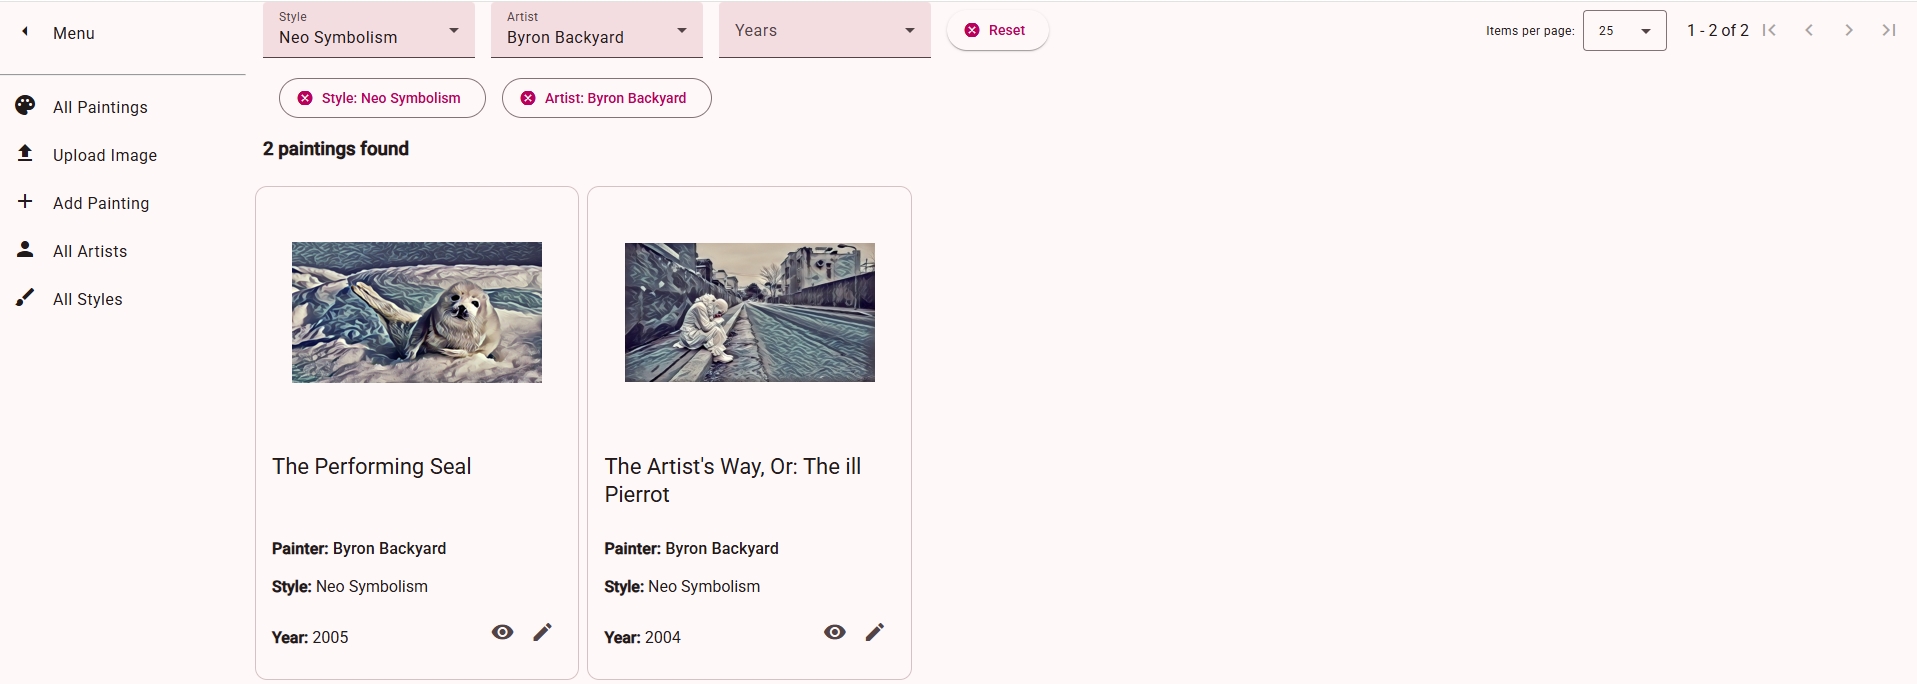 Menu
All Paintings
Upload Image
Add Painting
All Artists
All Styles
Style
Neo Symbolism
Artist
Byron Backyard
Years
Reset
Items per page:
25
1 - 2 of 2
Style: Neo Symbolism
Artist: Byron Backyard
2 paintings found
The Performing Seal
Painter: Byron Backyard
Style: Neo Symbolism
Year: 2005
The Artist's Way, Or: The ill
Pierrot
Painter: Byron Backyard
Style: Neo Symbolism
Year: 2004